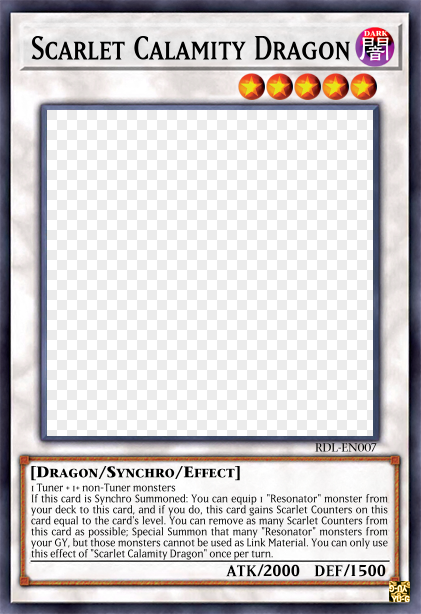 Scarlet Calamity Dragon
DARK
闇
RDL-EN007
[Dragon/Synchro/Effect]
1 Tuner + 1+ non-Tuner monsters
If this card is Synchro Summoned: You can equip 1 "Resonator" monster from
your deck to this card, and if you do, this card gains Scarlet Counters on this
card equal to the card's level. You can remove as many Scarlet Counters from
this card as possible; Special Summon that many "Resonator" monsters from
your GY, but those monsters cannot be used as Link Material. You can only use
this effect of "Scarlet Calamity Dragon" once per turn.
ATK/2000 DEF/1500